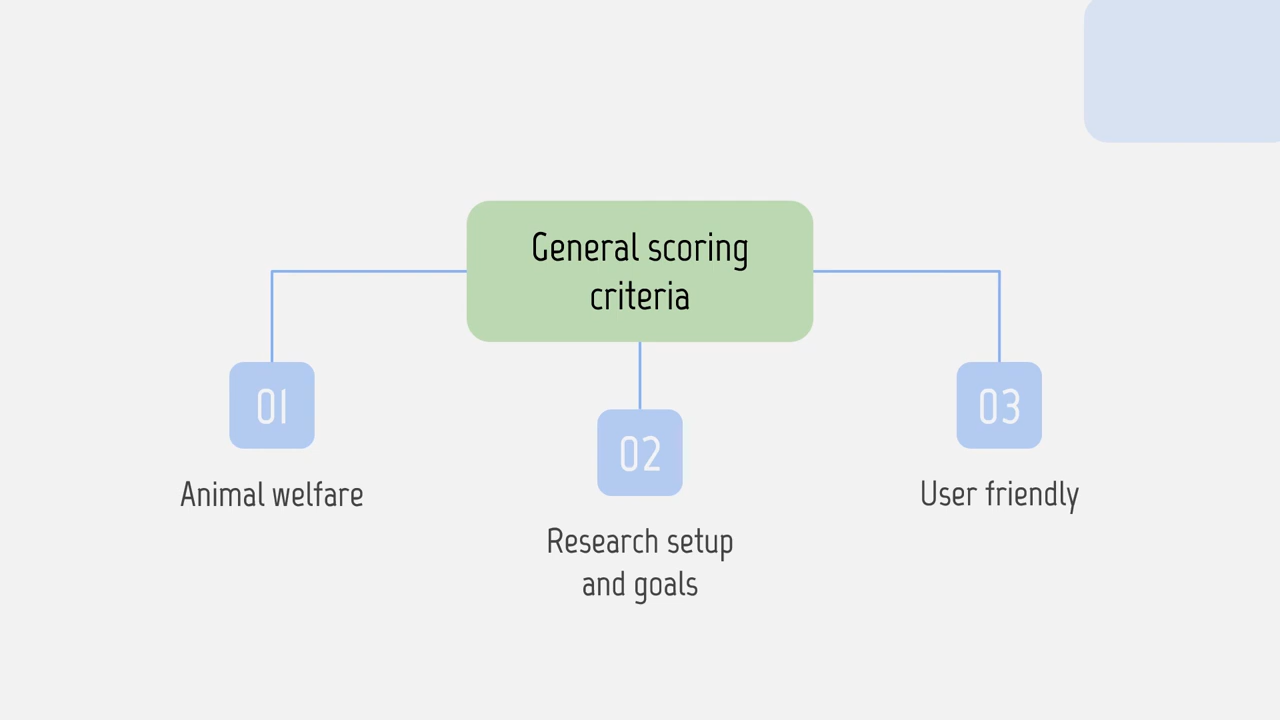 General scoring
criteria
01
Animal welfare
02
Research setup
and goals
03
User friendly